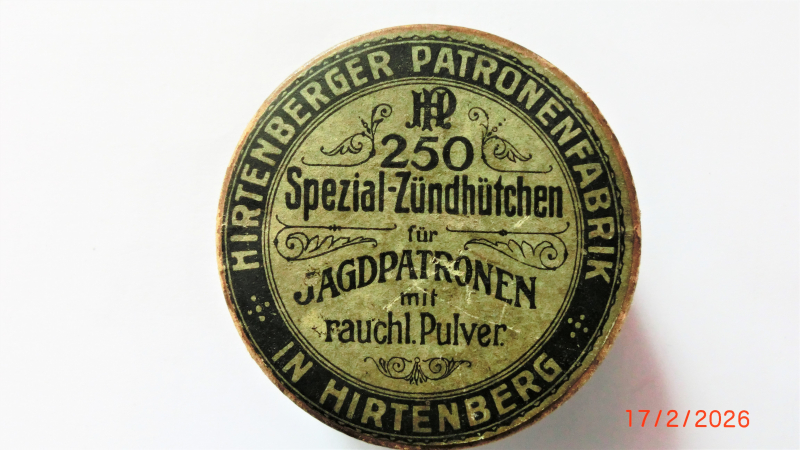 HIRTENBERGER PATRONENFABRIK
HP
250
Spezial-Zündhütchen
für
JAGDPATRONEN
mit
rauchl. Pulver.
IN HIRTENBERG
17/2/2026